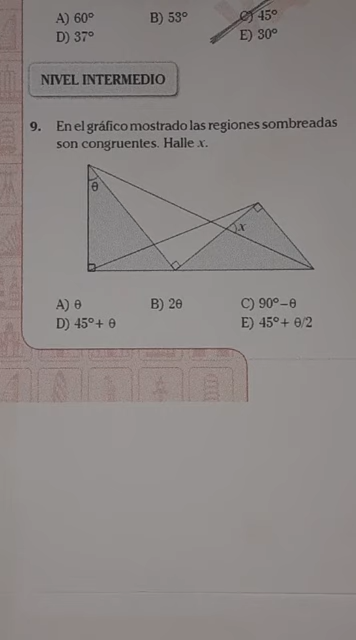 A) 60° B) 53° C) 45°
D) 37° E) 30°
NIVEL INTERMEDIO
9. En el gráfico mostrado las regiones sombreadas
son congruentes. Halle x.
θ
x
A) θ B) 2θ C) 90°−θ
D) 45°+ θ E) 45°+ θ/2